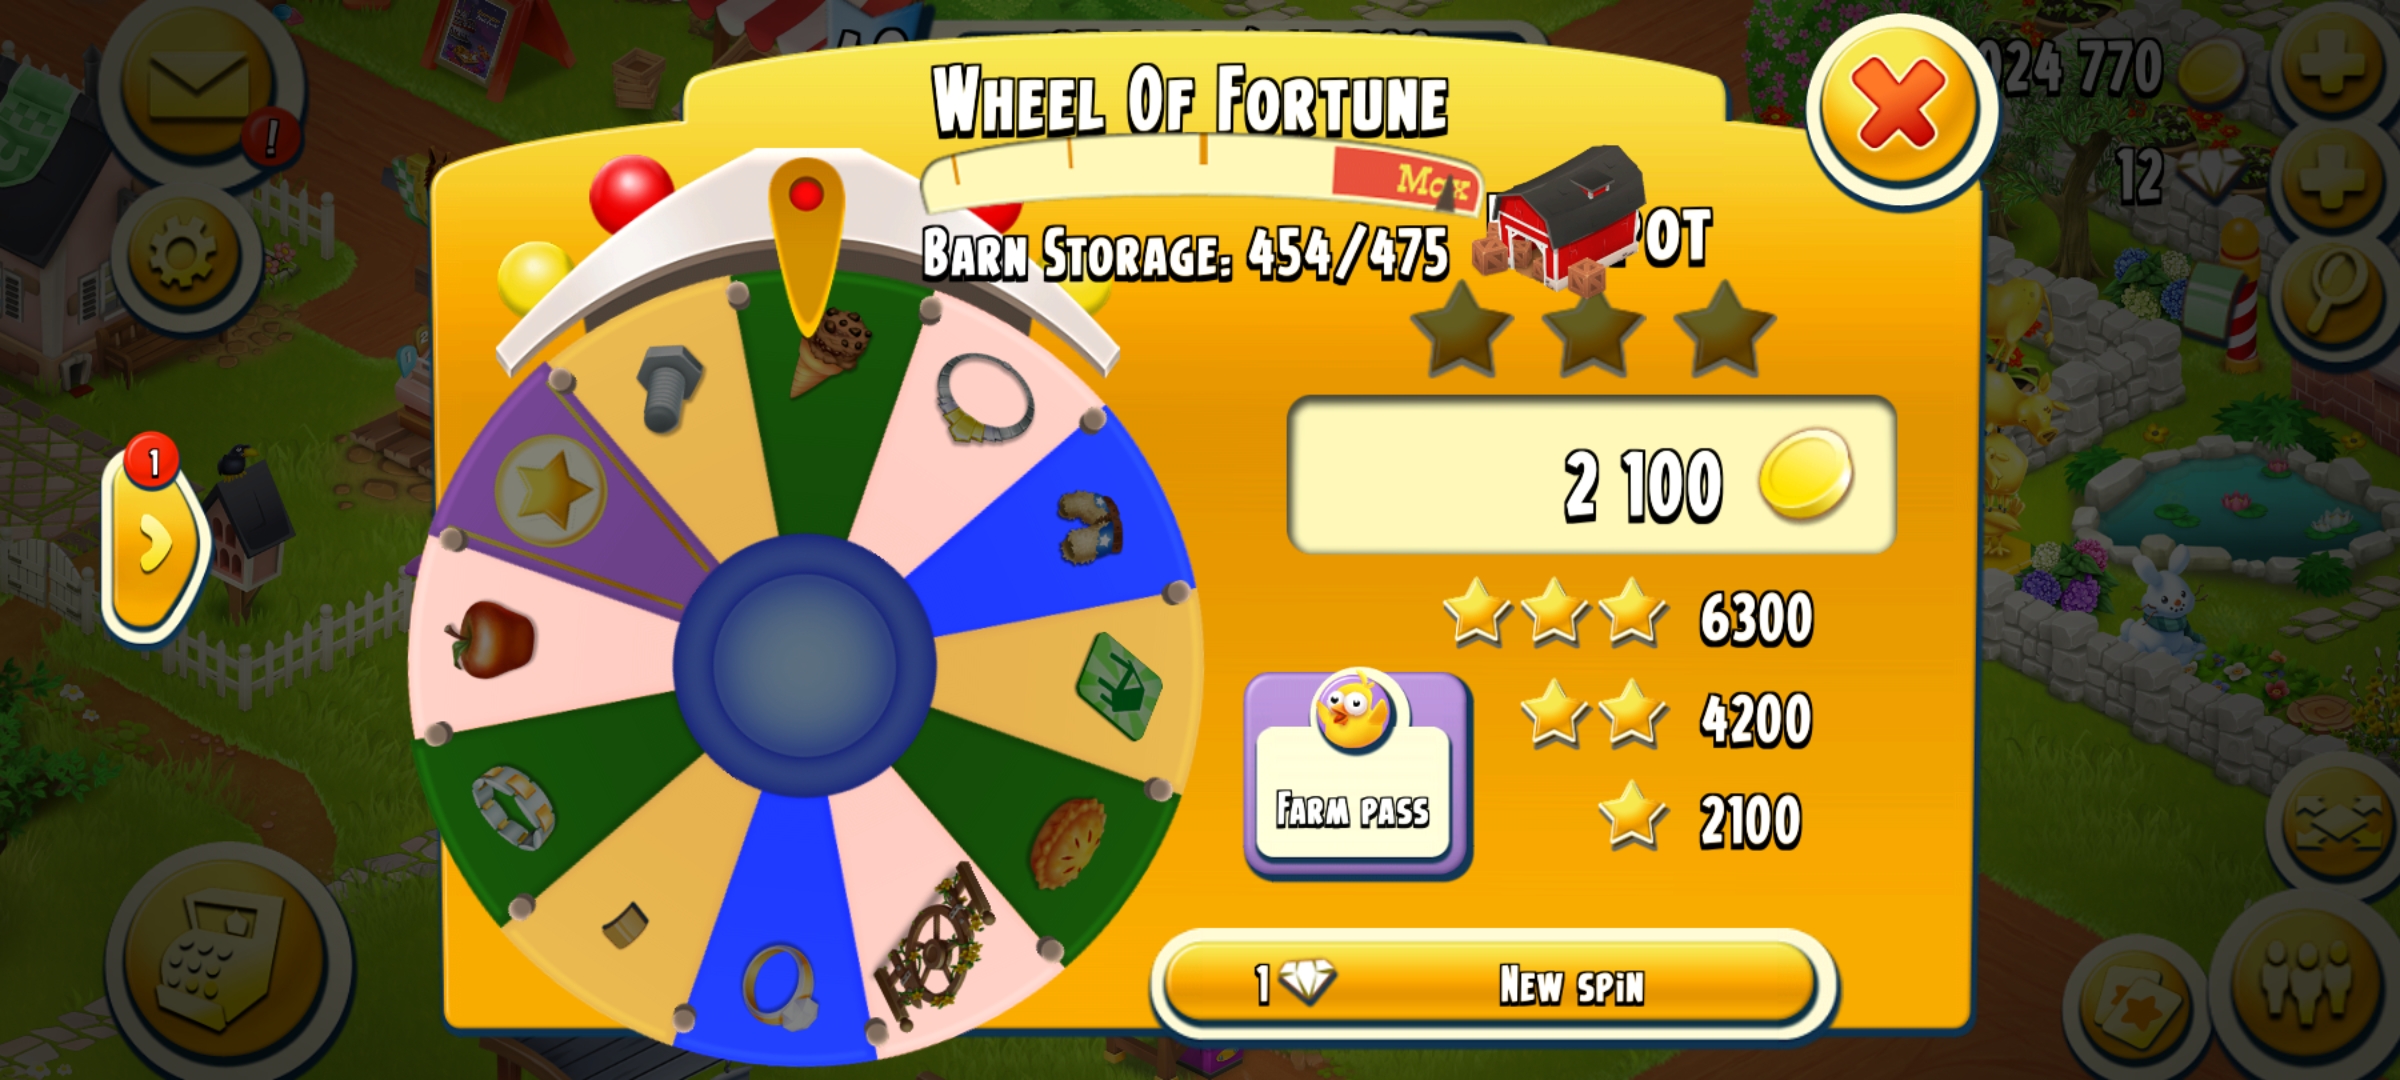 Wheel Of Fortune
Max
Barn Storage: 454/475
POT
024 770
12
!
1
2 100
6300
4200
2100
Farm pass
1 New spin